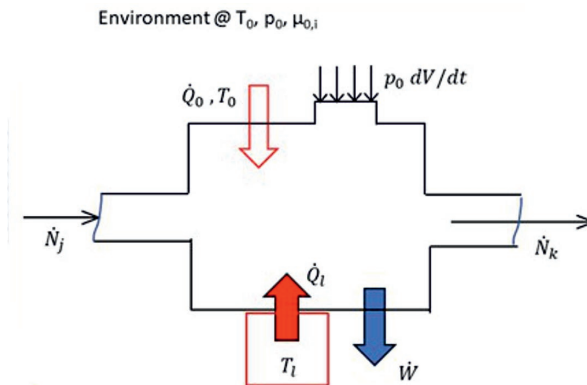 Environment @ T₀, p₀, μ₀,ᵢ
Q̇₀ , T₀
p₀ dV/dt
Ṅⱼ
Ṅₖ
Q̇ₗ
Tₗ
Ẇ